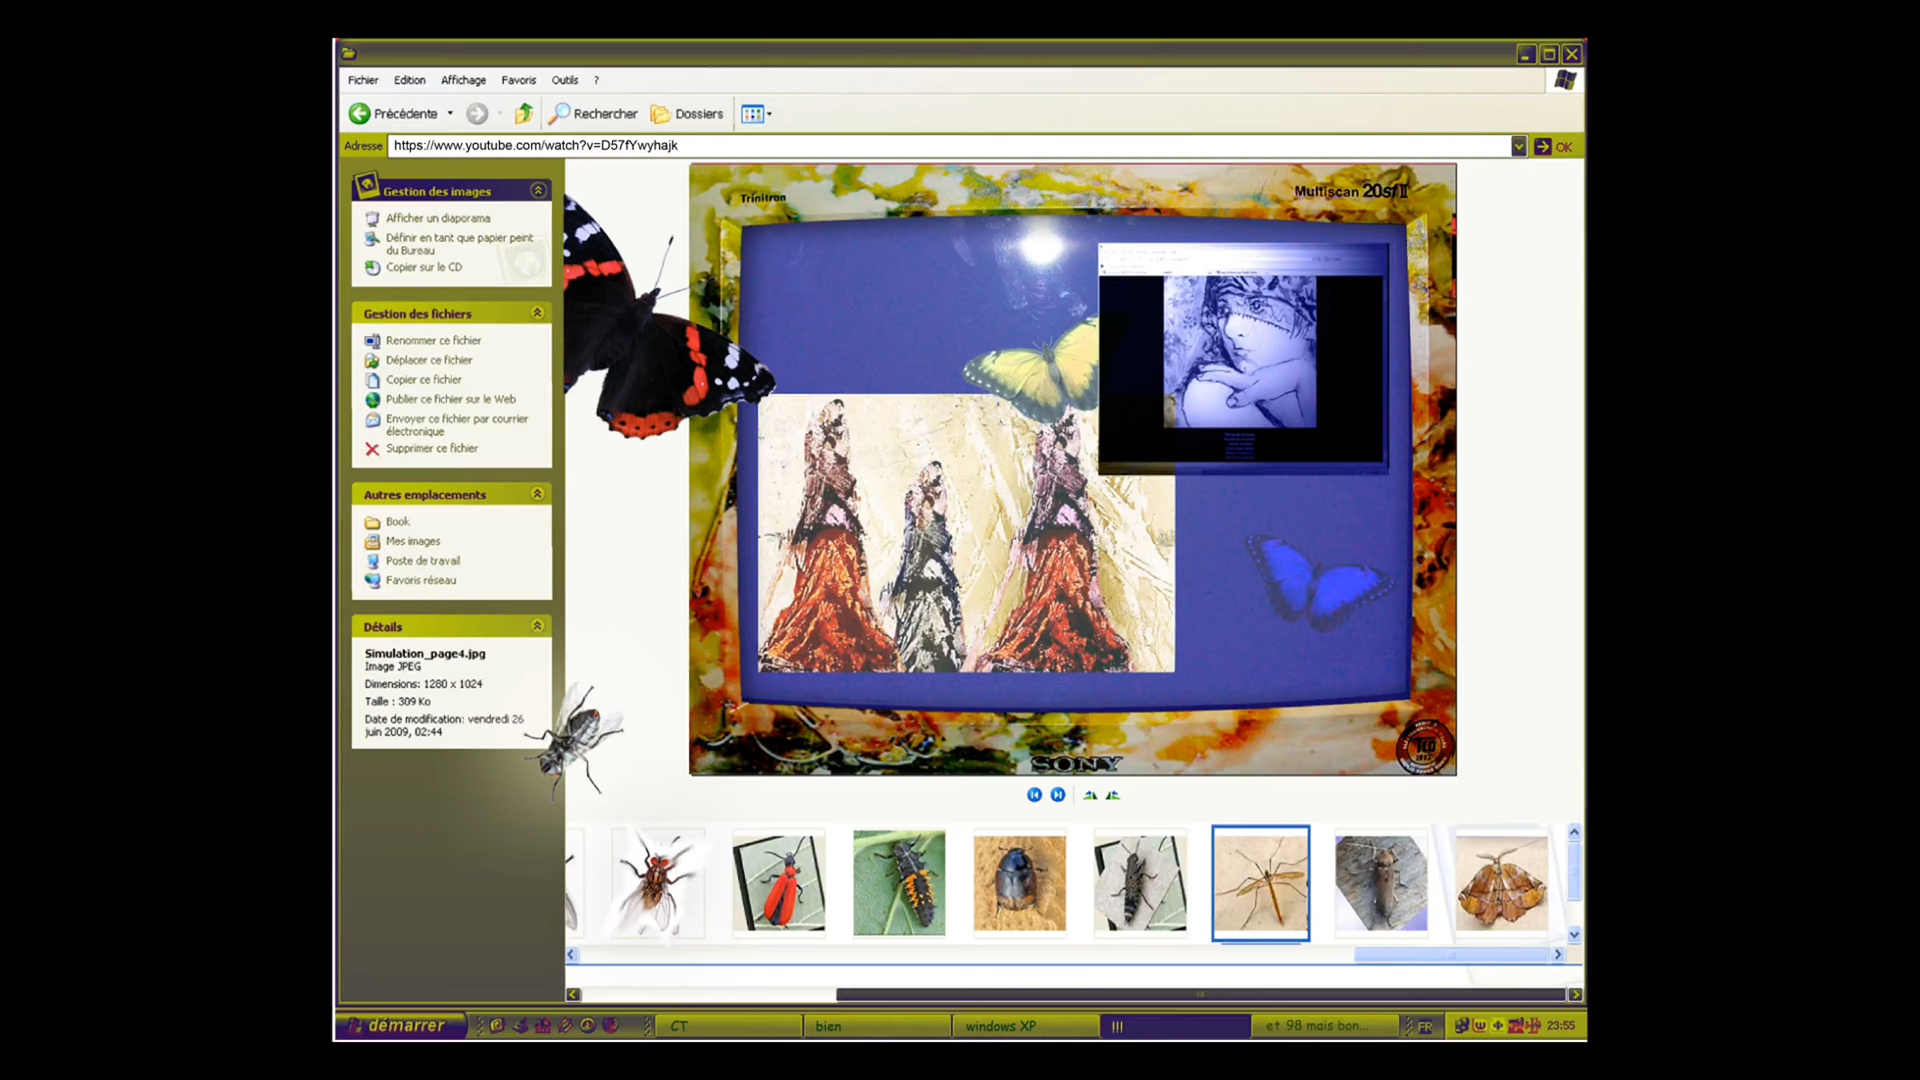 Fichier Edition Affichage Favoris Outils ?
Précédente Rechercher Dossiers
Adresse https://www.youtube.com/watch?v=D57fYwyhajk OK
Gestion des images
Afficher un diaporama
Définir en tant que papier peint
du Bureau
Copier sur le CD
Gestion des fichiers
Renommer ce fichier
Déplacer ce fichier
Copier ce fichier
Publier ce fichier sur le Web
Envoyer ce fichier par courrier
électronique
Supprimer ce fichier
Autres emplacements
Book
Mes images
Poste de travail
Favoris réseau
Détails
Simulation_page4.jpg
Image JPEG
Dimensions: 1280 x 1024
Taille : 309 Ko
Date de modification: vendredi 26
juin 2009, 02:44
Trinitron
Multiscan 20sfII
SONY
TCO
démarrer CT bien windows XP !!! et 98 mais bon... FR 23:55